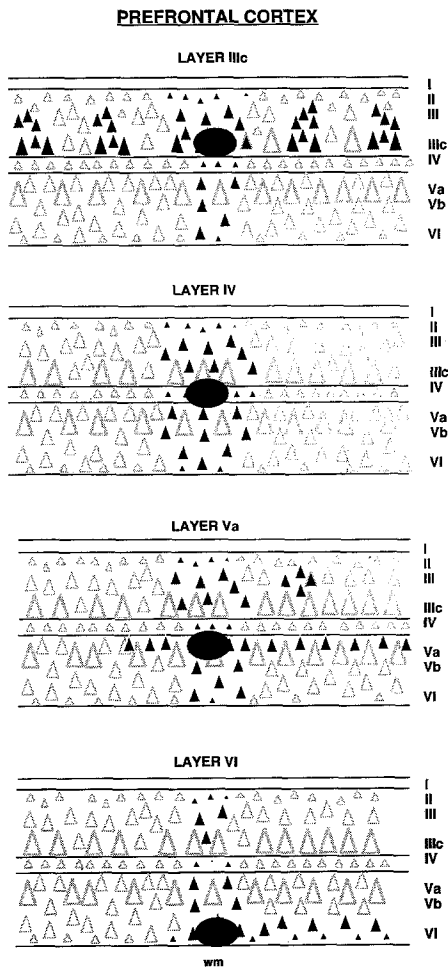 PREFRONTAL CORTEX
LAYER IIIc
I
II
III
IIIc
IV
Va
Vb
VI
LAYER IV
I
II
III
IIIc
IV
Va
Vb
VI
LAYER Va
I
II
III
IIIc
IV
Va
Vb
VI
LAYER VI
I
II
III
IIIc
IV
Va
Vb
VI
wm